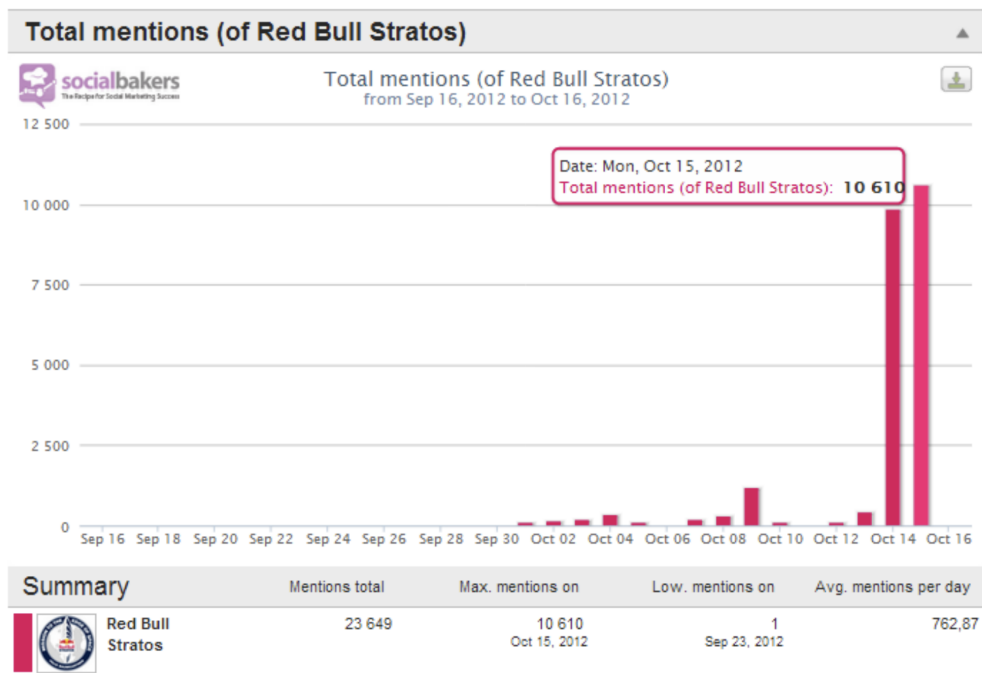 Total mentions (of Red Bull Stratos)
socialbakers
The Recipe for Social Marketing Success
Total mentions (of Red Bull Stratos)
from Sep 16, 2012 to Oct 16, 2012
12 500
Date: Mon, Oct 15, 2012
Total mentions (of Red Bull Stratos): 10 610
10 000
7 500
5 000
2 500
0
Sep 16 Sep 18 Sep 20 Sep 22 Sep 24 Sep 26 Sep 28 Sep 30 Oct 02 Oct 04 Oct 06 Oct 08 Oct 10 Oct 12 Oct 14 Oct 16
Summary Mentions total Max. mentions on Low. mentions on Avg. mentions per day
Red Bull 23 649 10 610 1 762,87
Stratos Oct 15, 2012 Sep 23, 2012